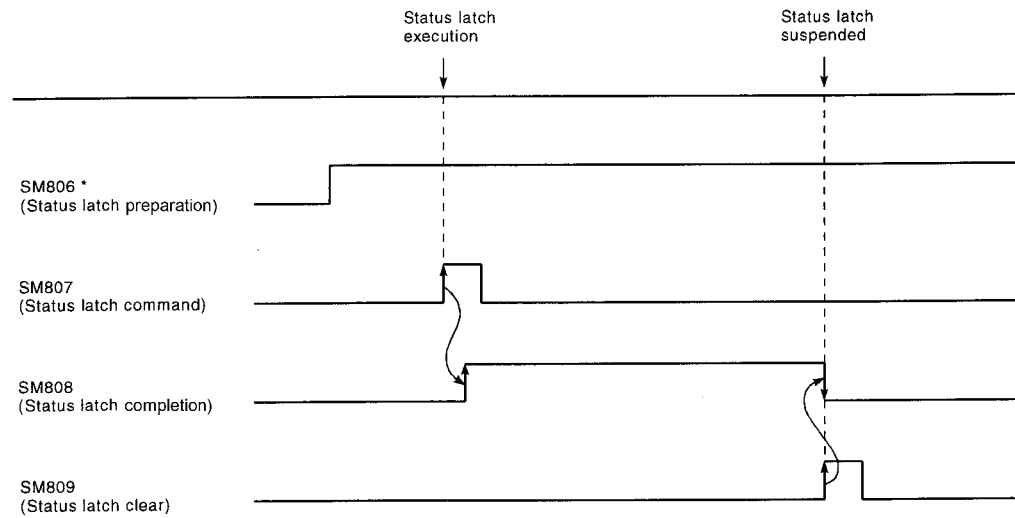 Status latch
execution
Status latch
suspended
SM806 *
(Status latch preparation)
SM807
(Status latch command)
SM808
(Status latch completion)
SM809
(Status latch clear)